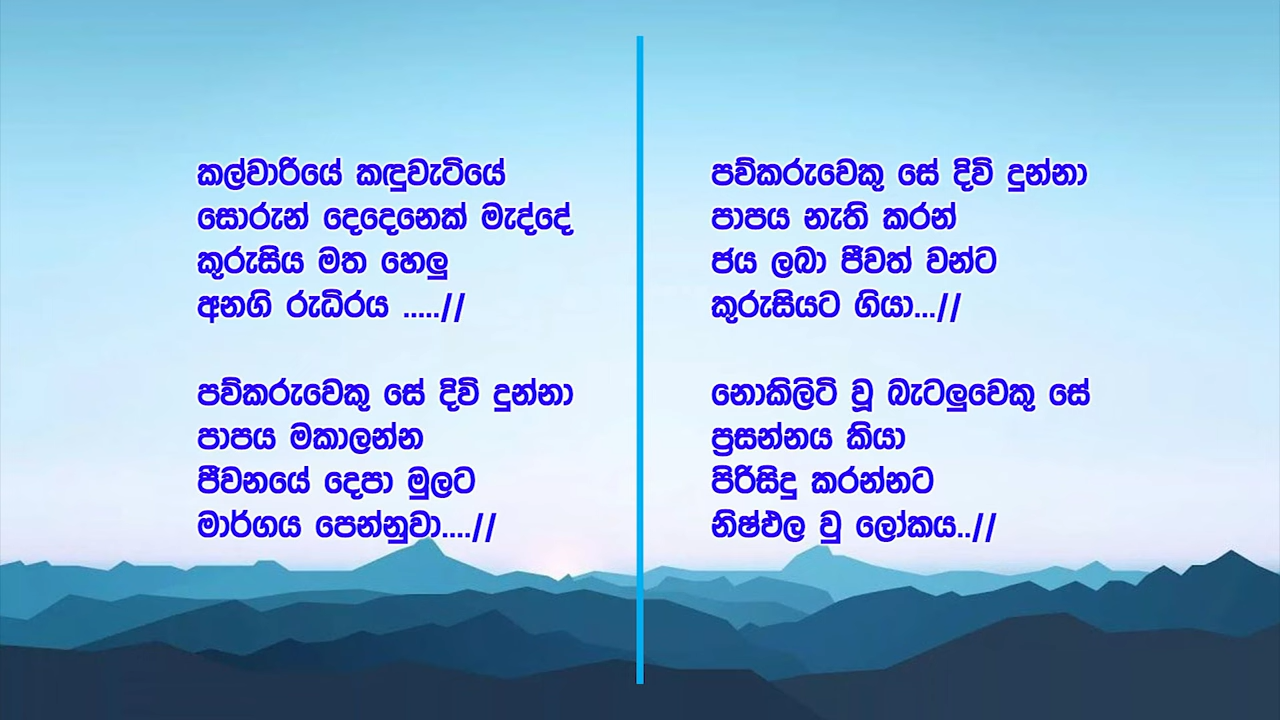 කල්වාරියේ කඳුවැටියේ
සොරුන් දෙදෙනෙක් මැද්දේ
කුරුසිය මත හෙලු
අනගි රුධිරය .....//
පව්කරුවෙකු සේ දිවි දුන්නා
පාපය මකාලන්න
ජීවනයේ දෙපා මුලට
මාර්ගය පෙන්නුවා....//
පව්කරුවෙකු සේ දිවි දුන්නා
පාපය නැති කරන්
ජය ලබා ජීවත් වන්ට
කුරුසියට ගියා...//
නොකිලිටි වූ බැටලුවෙකු සේ
ප්‍රසන්නය කියා
පිරිසිදු කරන්නට
නිෂ්ඵල වු ලෝකය..//